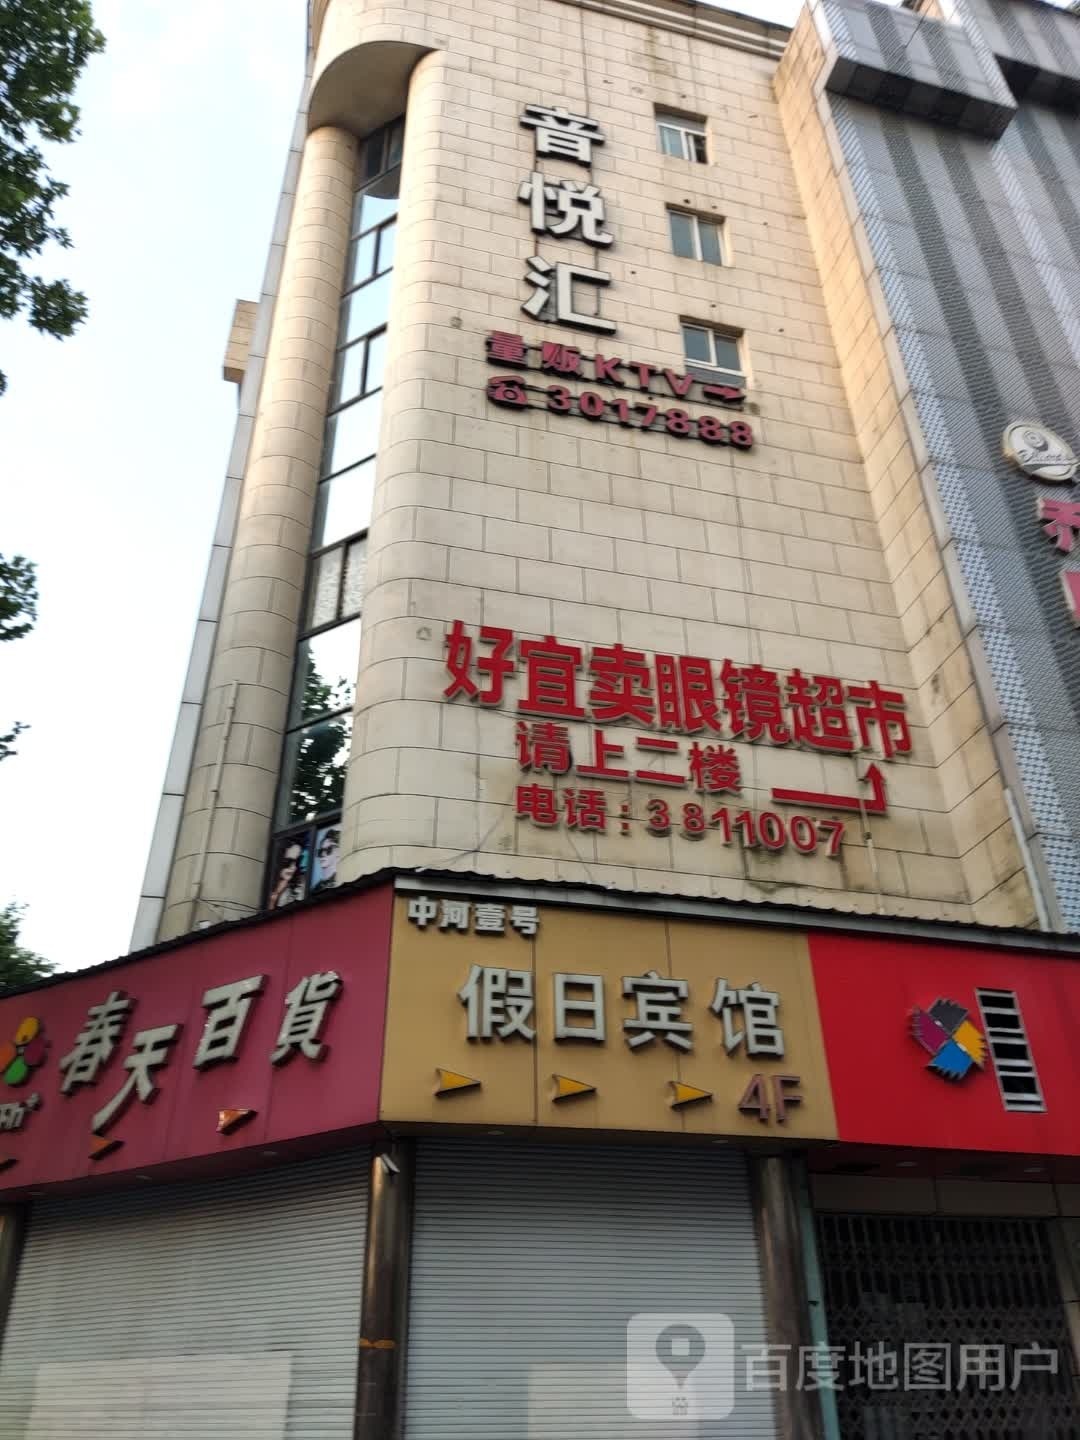 音悦汇
量贩KTV
3017888
好宜卖眼镜超市
请上二楼
电话:3811007
中河壹号
春天百貨
假日宾馆
4F
百度地图用户